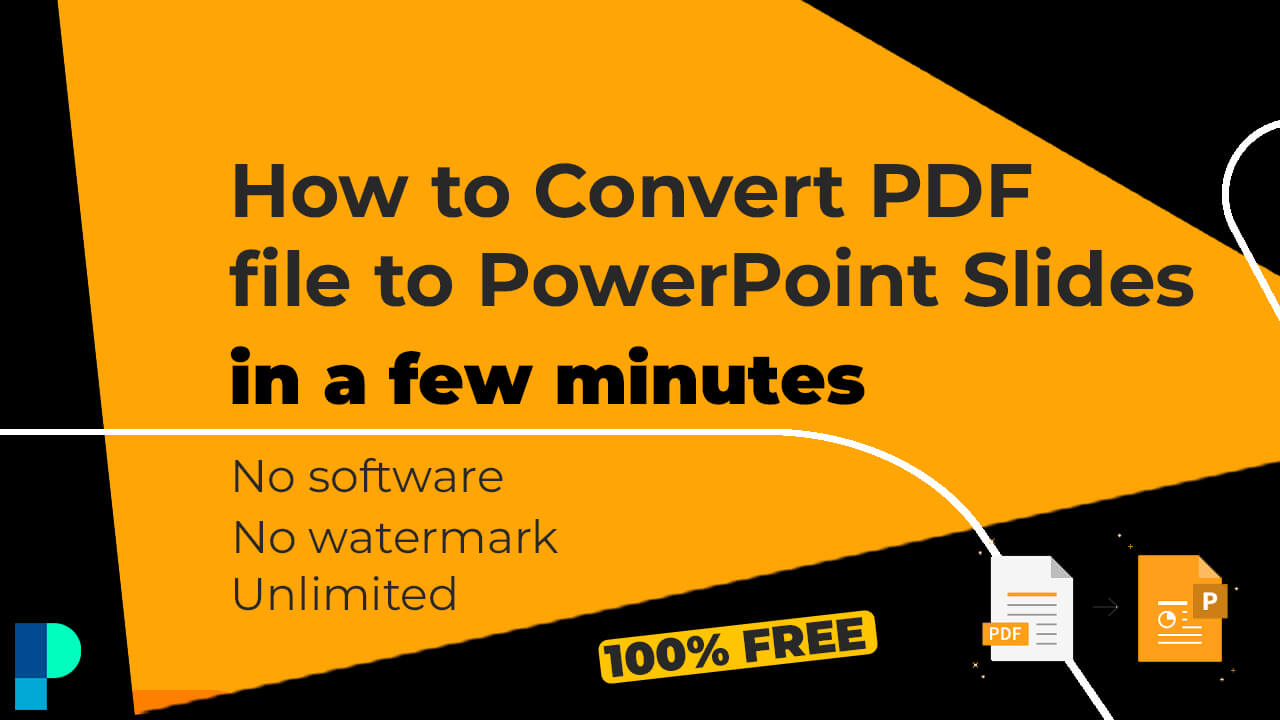 How to Convert PDF
file to PowerPoint Slides
in a few minutes
No software
No watermark
Unlimited
100% FREE
PDF
P